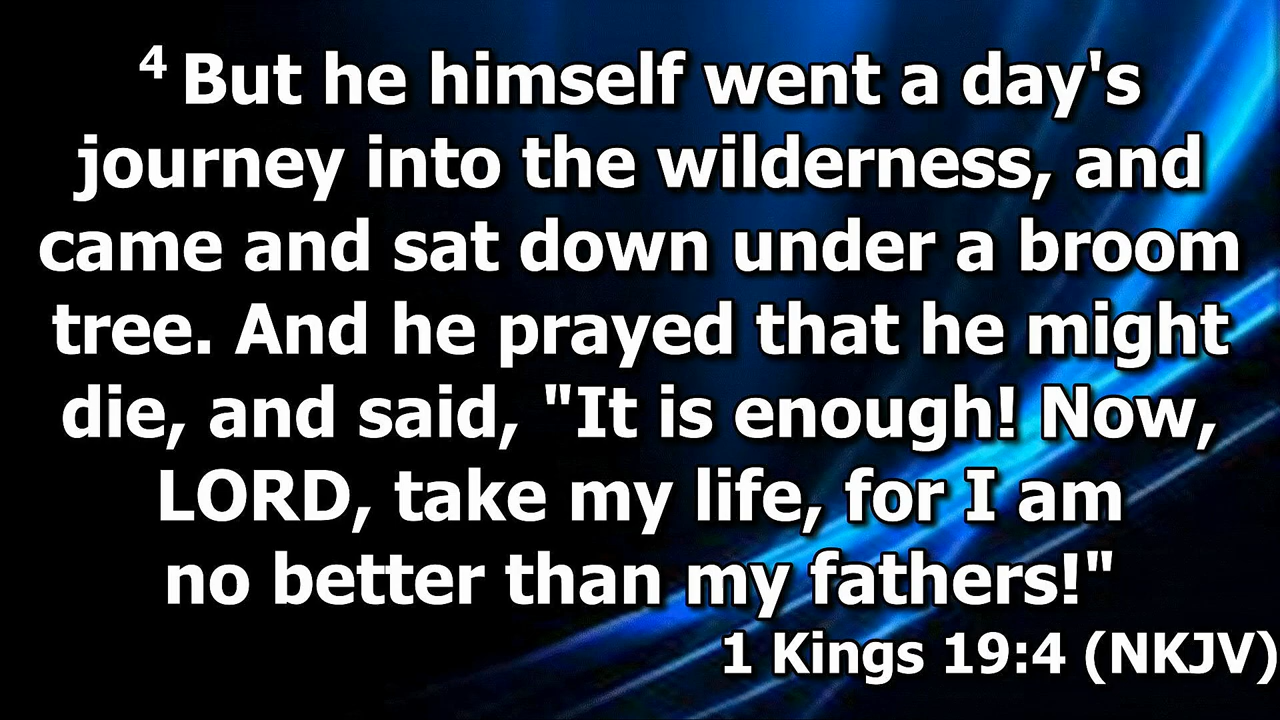 4 But he himself went a day's
journey into the wilderness, and
came and sat down under a broom
tree. And he prayed that he might
die, and said, "It is enough! Now,
LORD, take my life, for I am
no better than my fathers!"
1 Kings 19:4 (NKJV)